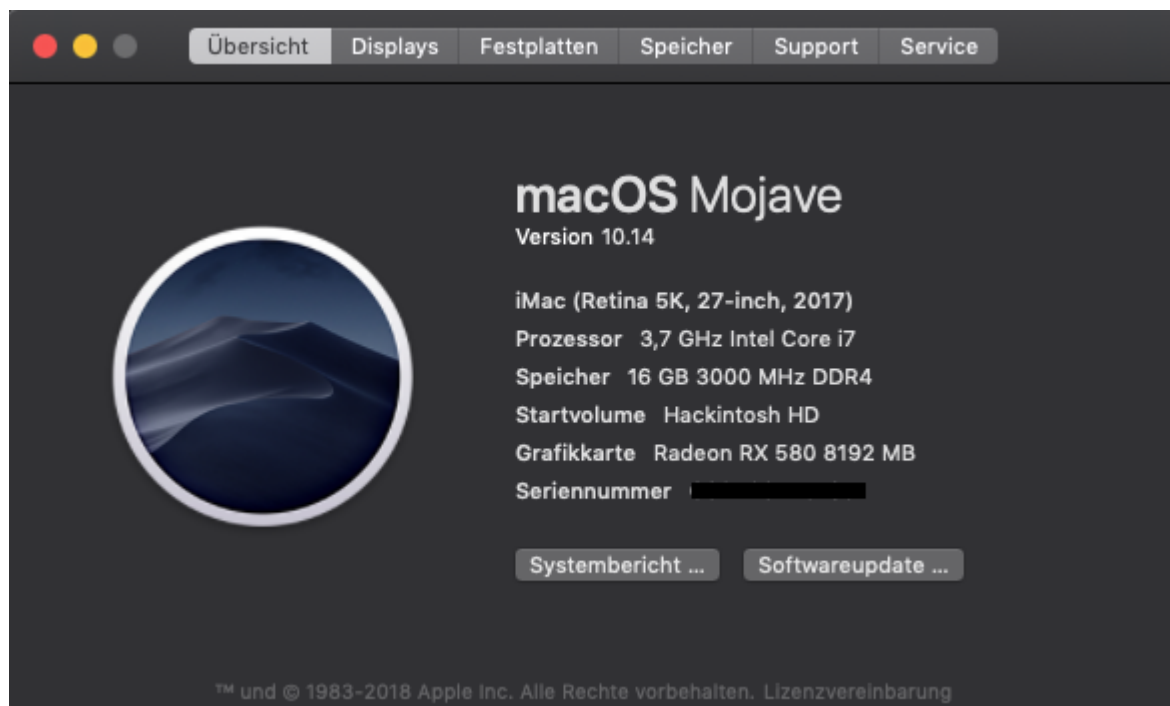 Übersicht Displays Festplatten Speicher Support Service
macOS Mojave
Version 10.14
iMac (Retina 5K, 27-inch, 2017)
Prozessor 3,7 GHz Intel Core i7
Speicher 16 GB 3000 MHz DDR4
Startvolume Hackintosh HD
Grafikkarte Radeon RX 580 8192 MB
Seriennummer
Systembericht ... Softwareupdate ...
™ und © 1983-2018 Apple Inc. Alle Rechte vorbehalten. Lizenzvereinbarung